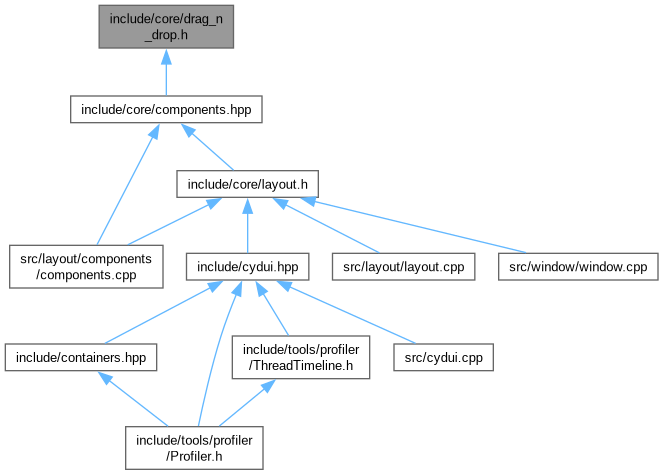 include/core/drag_n
_drop.h
include/core/components.hpp
include/core/layout.h
src/layout/components
/components.cpp
include/cydui.hpp
src/layout/layout.cpp
src/window/window.cpp
include/containers.hpp
include/tools/profiler
/ThreadTimeline.h
src/cydui.cpp
include/tools/profiler
/Profiler.h